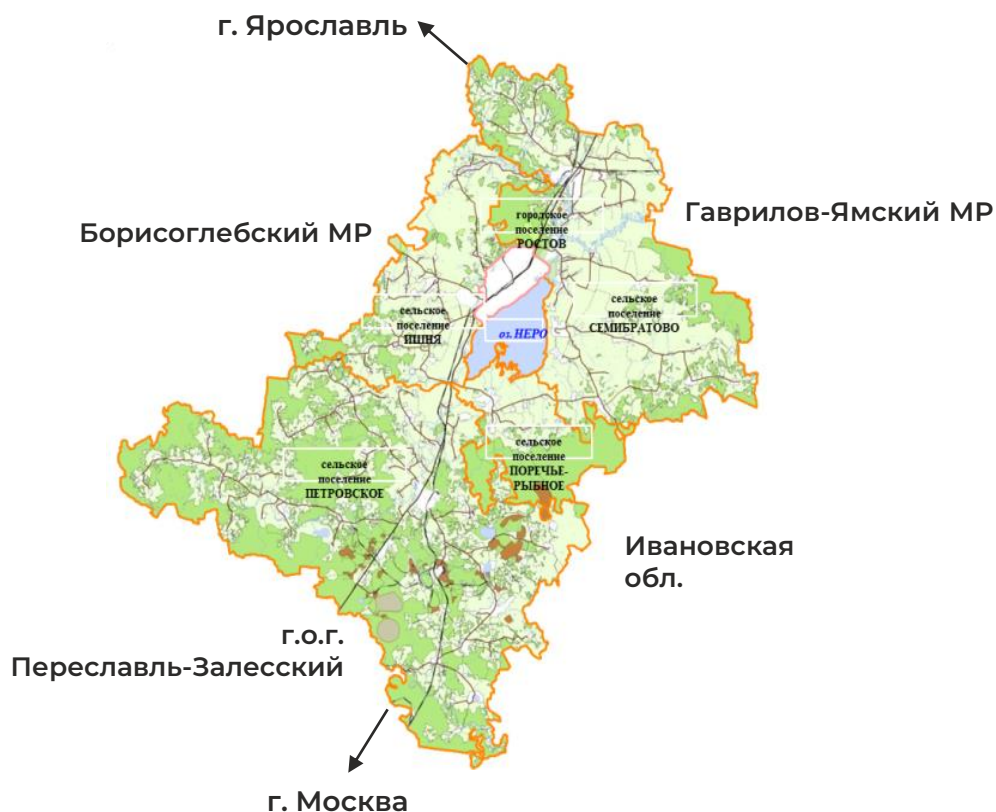 г. Ярославль
Борисоглебский МР
Гаврилов-Ямский МР
городское
поселение
РОСТОВ
сельское
поселение
ИШНЯ
оз. НЕРО
сельское
поселение
СЕМИБРАТОВО
сельское
поселение
ПЕТРОВСКОЕ
сельское
поселение
ПОРЕЧЬЕ-
РЫБНОЕ
Ивановская
обл.
г.о.г.
Переславль-Залесский
г. Москва